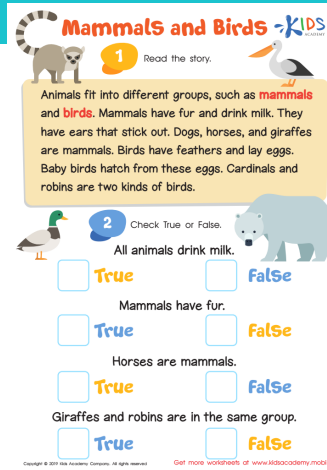 Mammals and Birds
KIDS
ACADEMY
1 Read the story.
Animals fit into different groups, such as mammals
and birds. Mammals have fur and drink milk. They
have ears that stick out. Dogs, horses, and giraffes
are mammals. Birds have feathers and lay eggs.
Baby birds hatch from these eggs. Cardinals and
robins are two kinds of birds.
2 Check True or False.
All animals drink milk.
True False
Mammals have fur.
True False
Horses are mammals.
True False
Giraffes and robins are in the same group.
True False
Copyright © 2019 Kids Academy Company. All rights reserved
Get more worksheets at www.kidsacademy.mobi